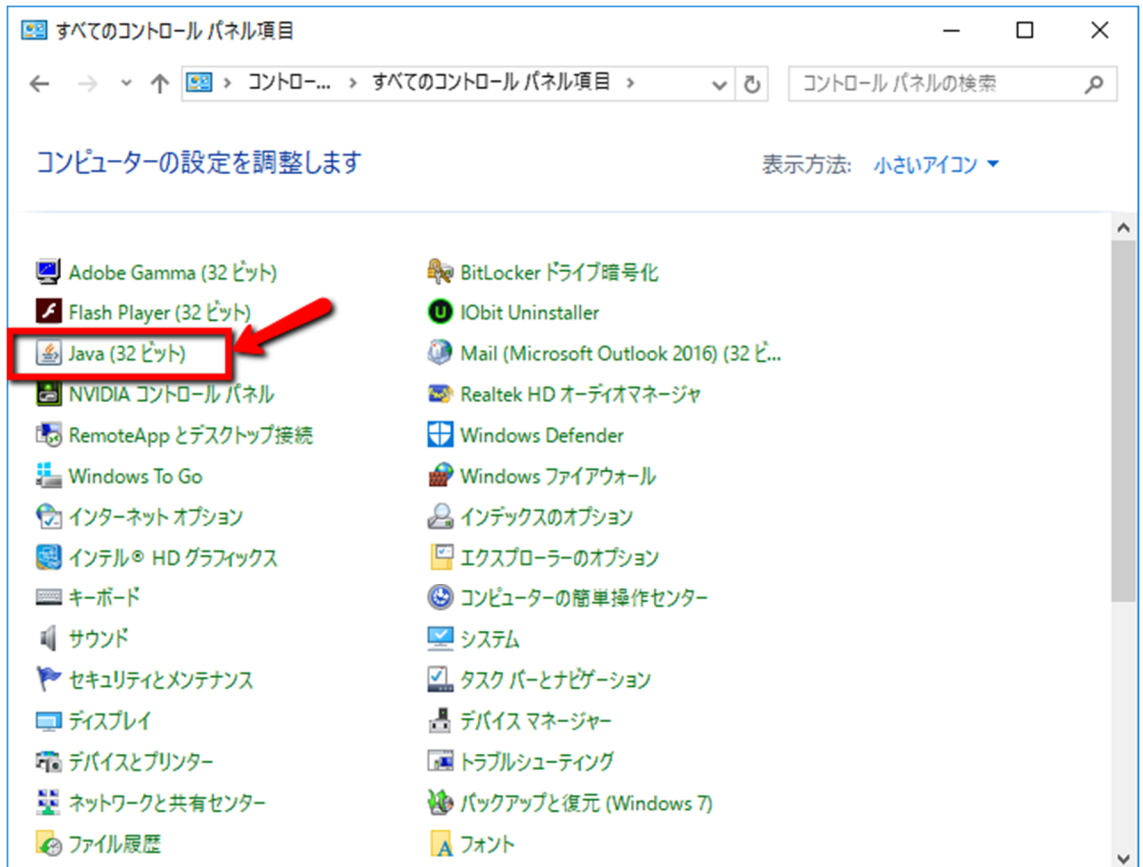 すべてのコントロール パネル項目
コントロー... すべてのコントロール パネル項目 コントロール パネルの検索
コンピューターの設定を調整します 表示方法: 小さいアイコン
Adobe Gamma (32 ビット) BitLocker ドライブ暗号化
Flash Player (32 ビット) IObit Uninstaller
Java (32 ビット) Mail (Microsoft Outlook 2016) (32 ビ...
NVIDIA コントロール パネル Realtek HD オーディオマネージャ
RemoteApp とデスクトップ接続 Windows Defender
Windows To Go Windows ファイアウォール
インターネット オプション インデックスのオプション
インテル® HD グラフィックス エクスプローラーのオプション
キーボード コンピューターの簡単操作センター
サウンド システム
セキュリティとメンテナンス タスク バーとナビゲーション
ディスプレイ デバイス マネージャー
デバイスとプリンター トラブルシューティング
ネットワークと共有センター バックアップと復元 (Windows 7)
ファイル履歴 フォント